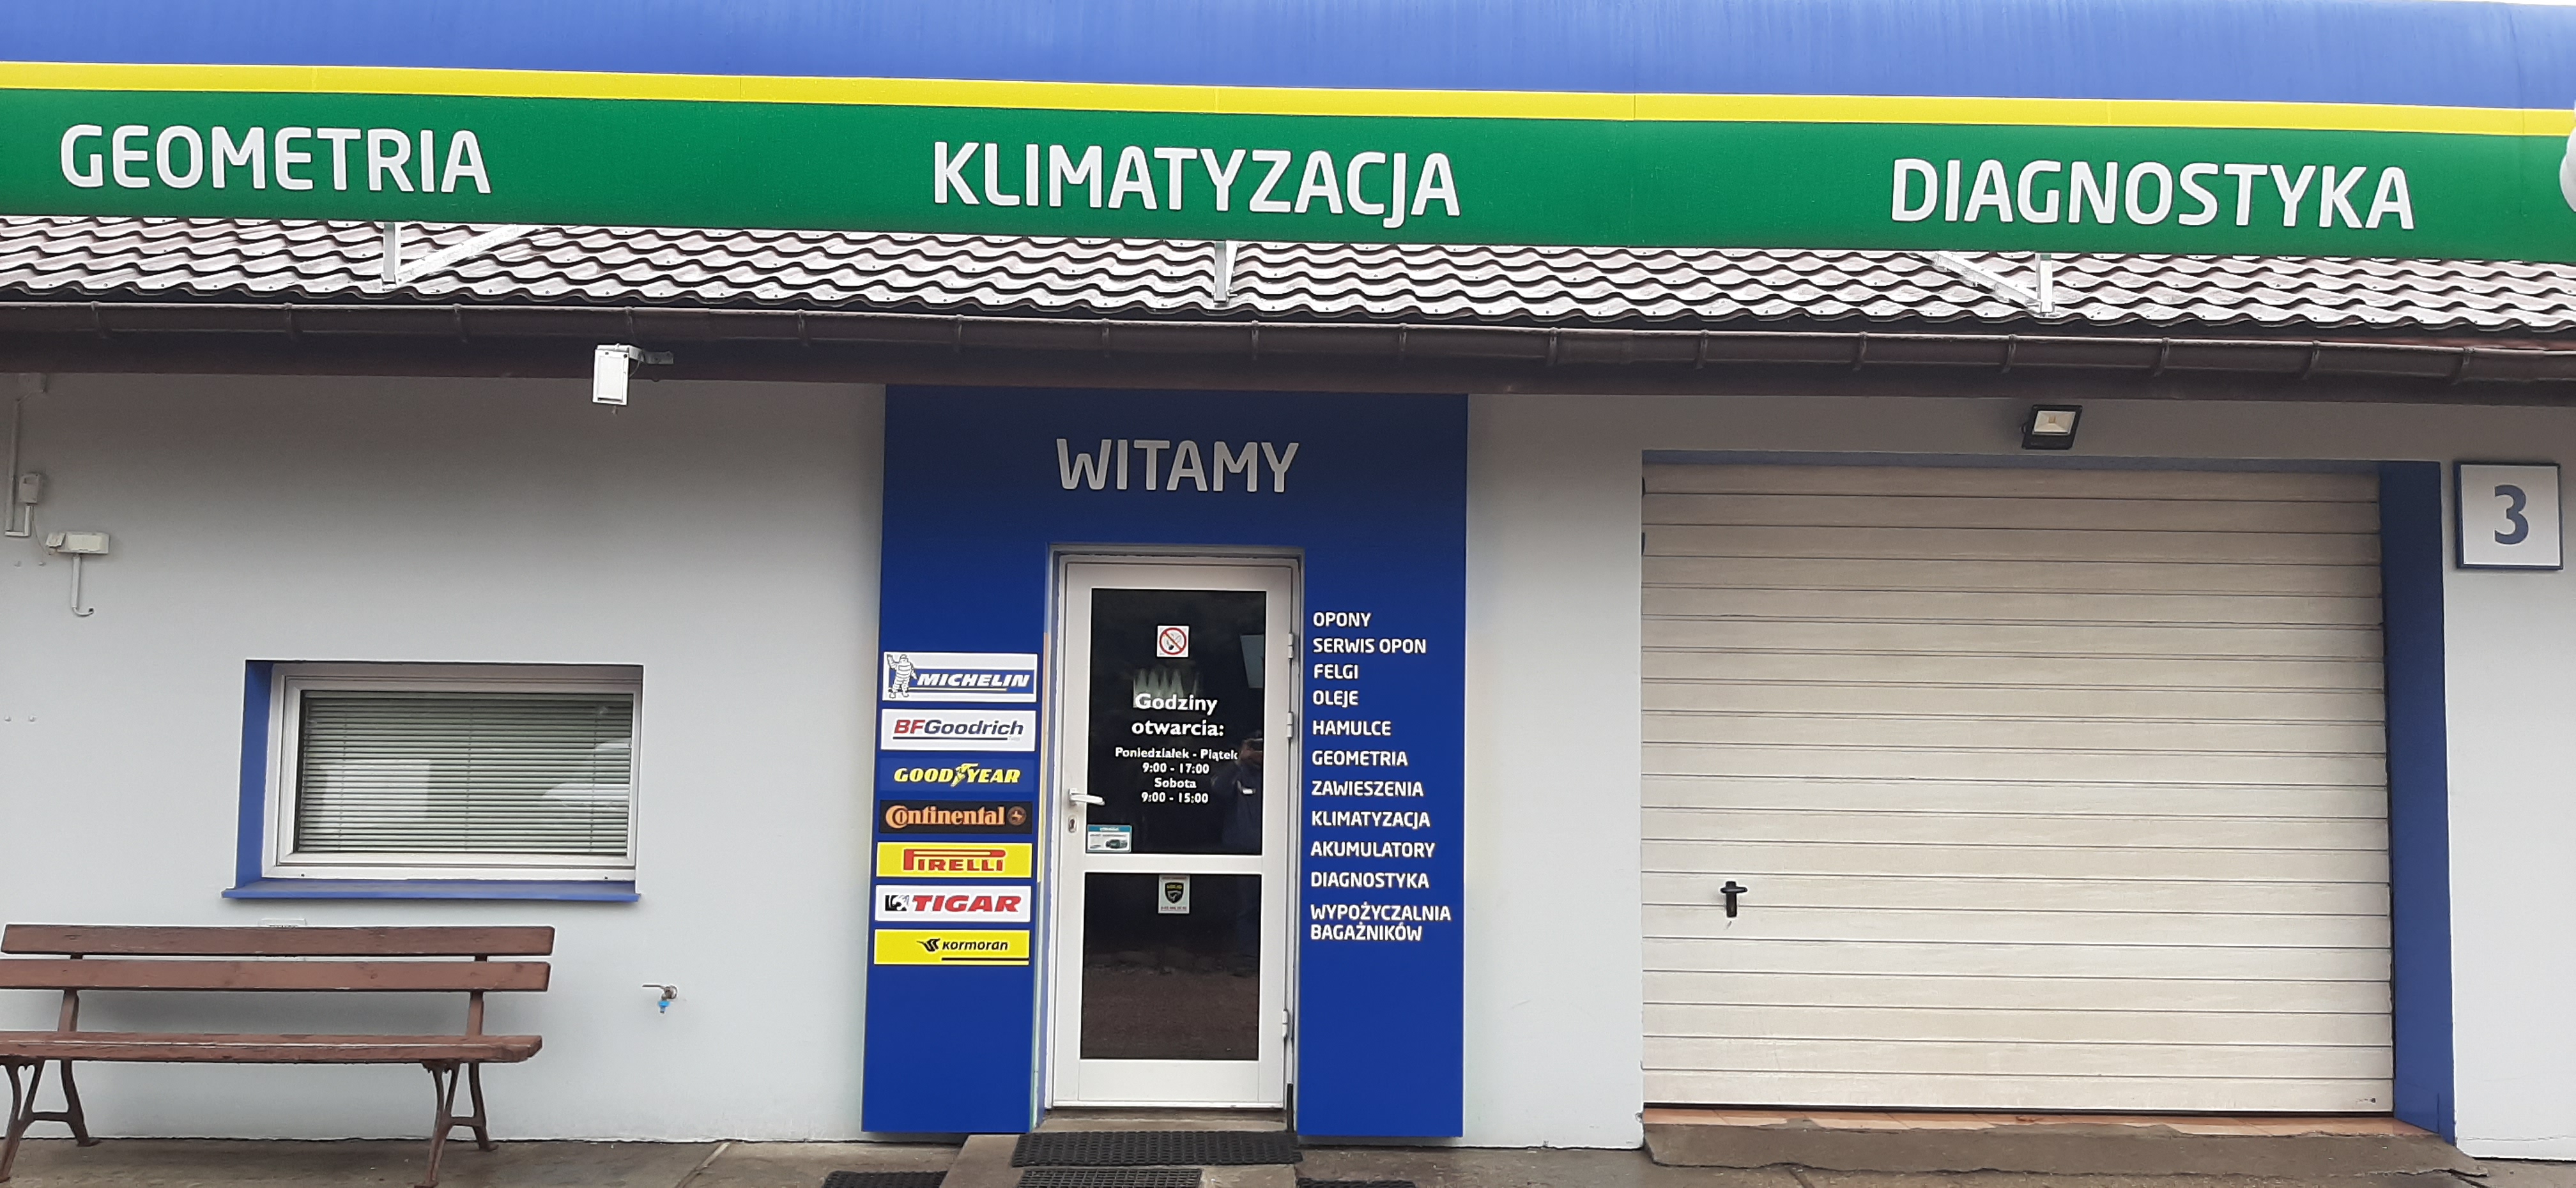 GEOMETRIA
KLIMATYZACJA
DIAGNOSTYKA
WITAMY
3
MICHELIN
BFGoodrich
GOODYEAR
Continental
PIRELLI
TIGAR
KORMORAN
Godziny
otwarcia:
Poniedziałek - Piątek
9:00 - 17:00
Sobota
9:00 - 15:00
OPONY
SERWIS OPON
FELGI
OLEJE
HAMULCE
GEOMETRIA
ZAWIESZENIA
KLIMATYZACJA
AKUMULATORY
DIAGNOSTYKA
WYPOŻYCZALNIA
BAGAŻNIKÓW